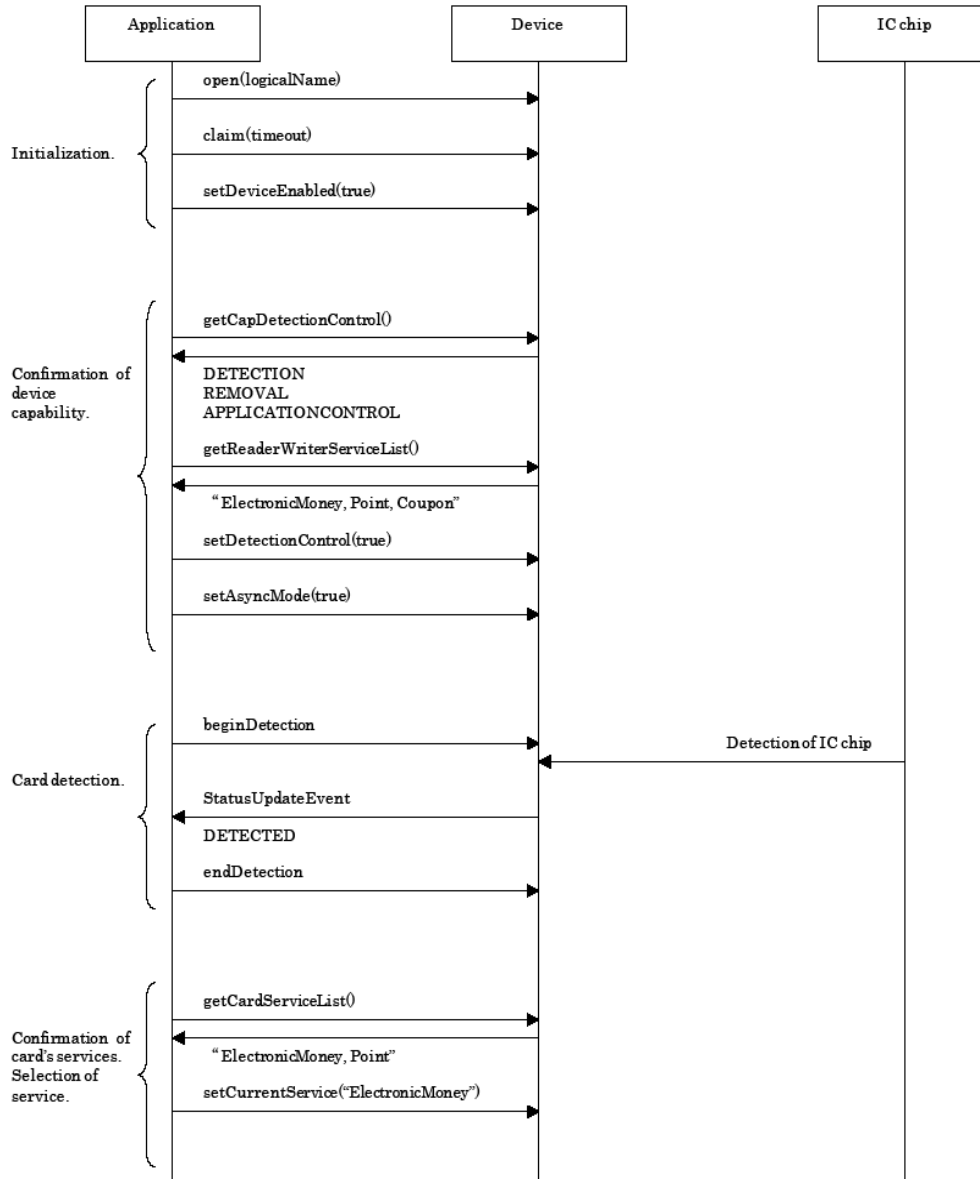 Application
Device
IC chip
open(logicalName)
claim(timeout)
Initialization.
setDeviceEnabled(true)
getCapDetectionControl()
Confirmation of
device
capability.
DETECTION
REMOVAL
APPLICATIONCONTROL
getReaderWriterServiceList()
“ElectronicMoney, Point, Coupon”
setDetectionControl(true)
setAsyncMode(true)
beginDetection
Detection of IC chip
Card detection.
StatusUpdateEvent
DETECTED
endDetection
getCardServiceList()
Confirmation of
card’s services.
Selection of
service.
“ElectronicMoney, Point”
setCurrentService(“ElectronicMoney”)